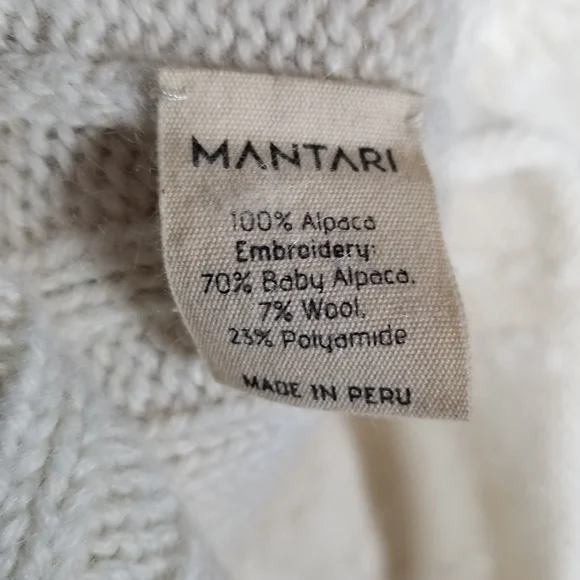 MANTARI
100% Alpaca
Embroidery:
70% Baby Alpaca,
7% Wool,
23% Polyamide
MADE IN PERU